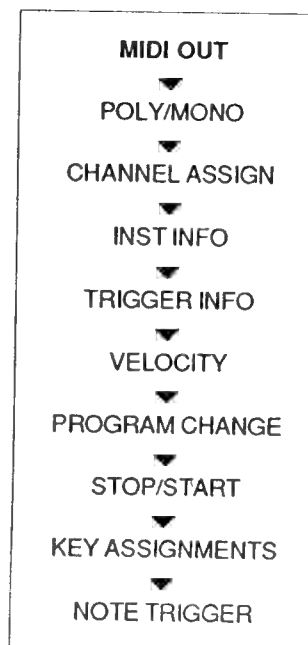 MIDI OUT
POLY/MONO
CHANNEL ASSIGN
INST INFO
TRIGGER INFO
VELOCITY
PROGRAM CHANGE
STOP/START
KEY ASSIGNMENTS
NOTE TRIGGER